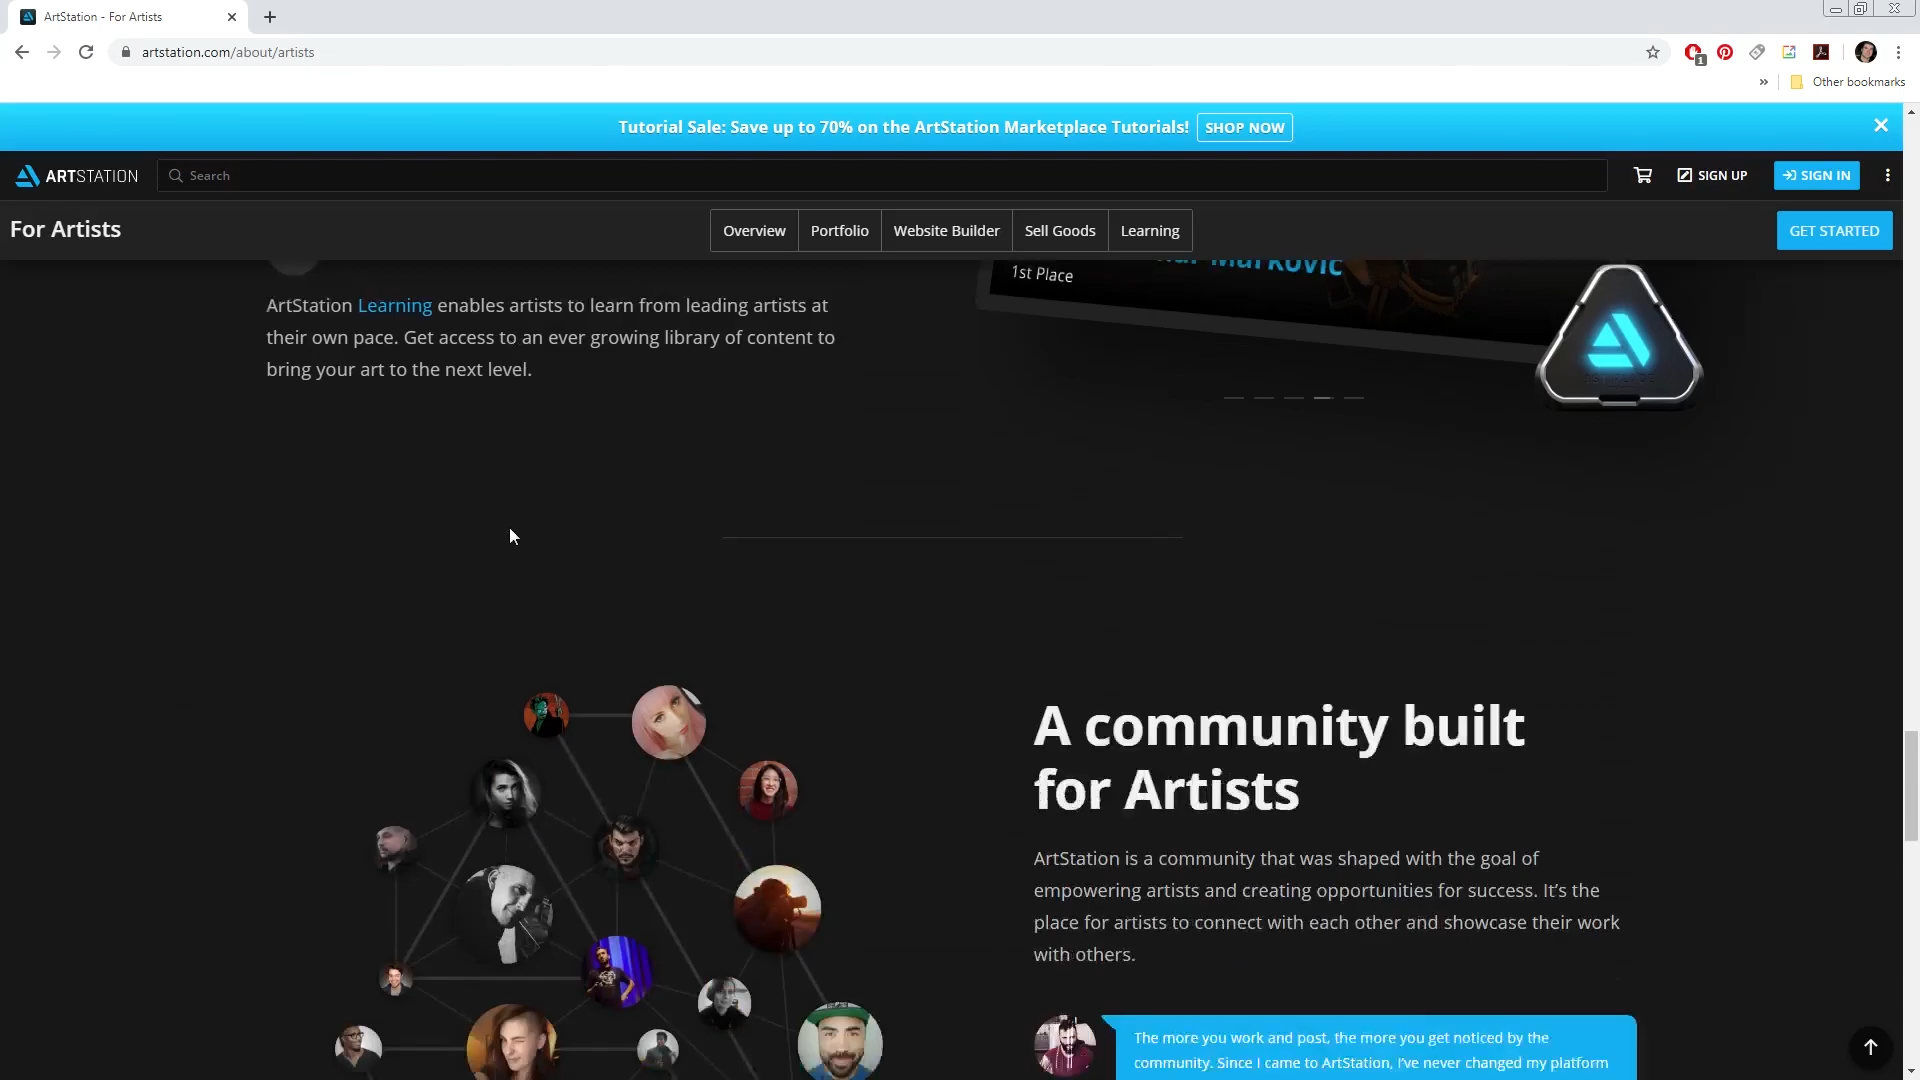 ArtStation - For Artists
artstation.com/about/artists
1
Other bookmarks
Tutorial Sale: Save up to 70% on the ArtStation Marketplace Tutorials! SHOP NOW
ARTSTATION
Search
SIGN UP
SIGN IN
For Artists
Overview
Portfolio
Website Builder
Sell Goods
Learning
GET STARTED
Markovic
1st Place
ArtStation Learning enables artists to learn from leading artists at
their own pace. Get access to an ever growing library of content to
bring your art to the next level.
A community built
for Artists
ArtStation is a community that was shaped with the goal of
empowering artists and creating opportunities for success. It’s the
place for artists to connect with each other and showcase their work
with others.
The more you work and post, the more you get noticed by the
community. Since I came to ArtStation, I’ve never changed my platform